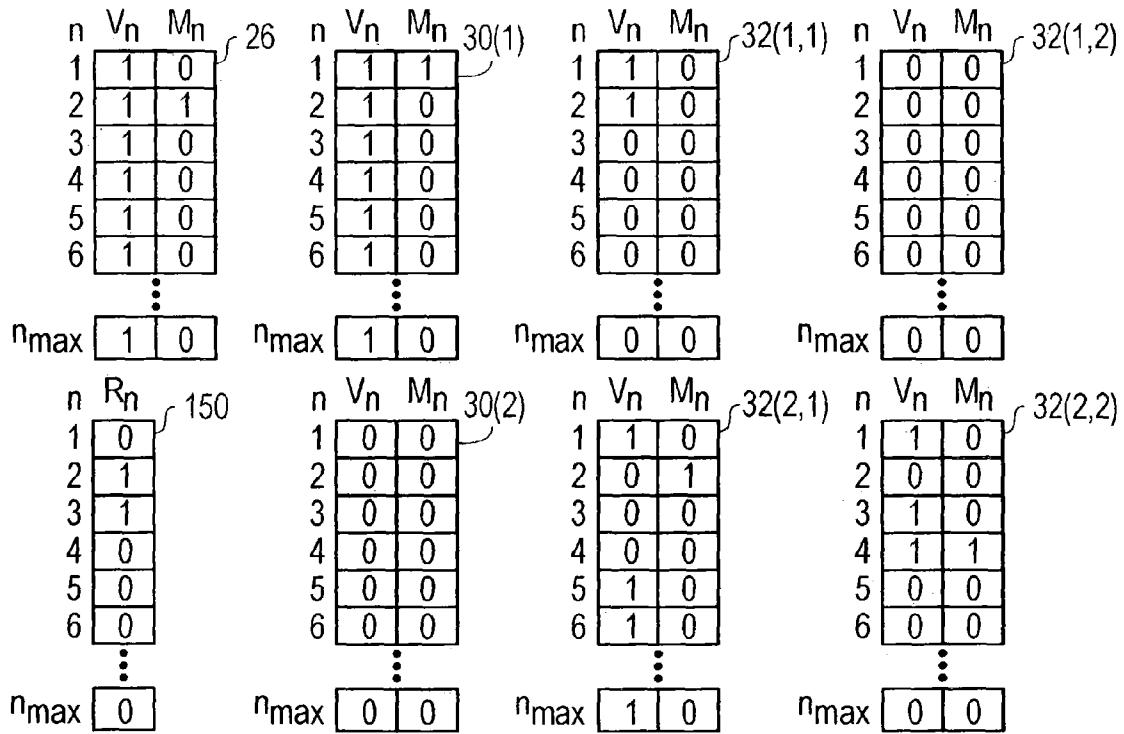 n Vn Mn 26 n Vn Mn 30(1) n Vn Mn 32(1,1) n Vn Mn 32(1,2)
1 1 0 1 1 1 1 1 0 1 0 0
2 1 1 2 1 0 2 1 0 2 0 0
3 1 0 3 1 0 3 0 0 3 0 0
4 1 0 4 1 0 4 0 0 4 0 0
5 1 0 5 1 0 5 0 0 5 0 0
6 1 0 6 1 0 6 0 0 6 0 0
nmax 1 0 nmax 1 0 nmax 0 0 nmax 0 0
n Rn 150 n Vn Mn 30(2) n Vn Mn 32(2,1) n Vn Mn 32(2,2)
1 0 1 0 0 1 1 0 1 1 0
2 1 2 0 0 2 0 1 2 0 0
3 1 3 0 0 3 0 0 3 1 0
4 0 4 0 0 4 0 0 4 1 1
5 0 5 0 0 5 1 0 5 0 0
6 0 6 0 0 6 1 0 6 0 0
nmax 0 nmax 0 0 nmax 1 0 nmax 0 0